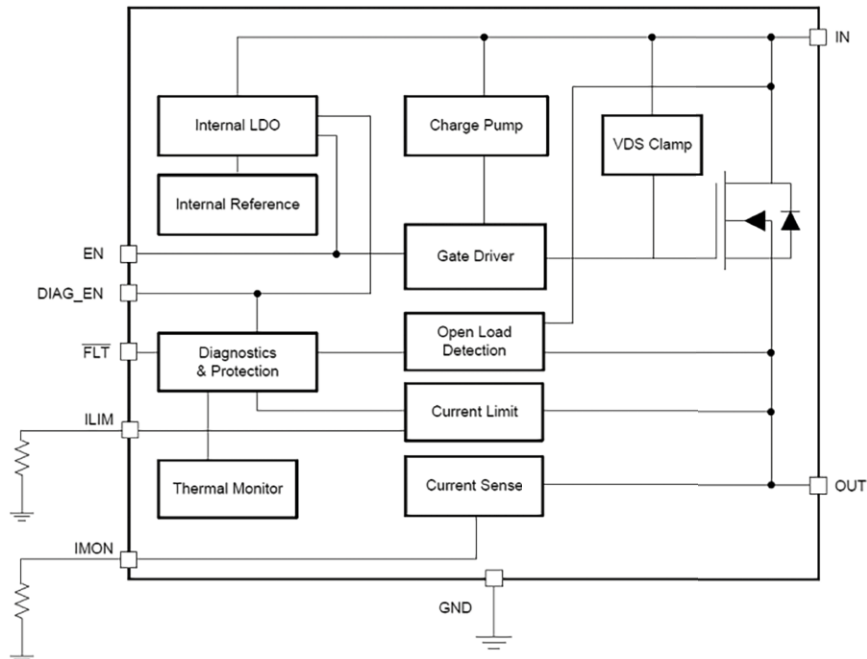 IN
Internal LDO
Charge Pump
VDS Clamp
Internal Reference
EN
Gate Driver
DIAG_EN
FLT
Diagnostics
& Protection
Open Load
Detection
ILIM
Current Limit
Thermal Monitor
Current Sense
OUT
IMON
GND